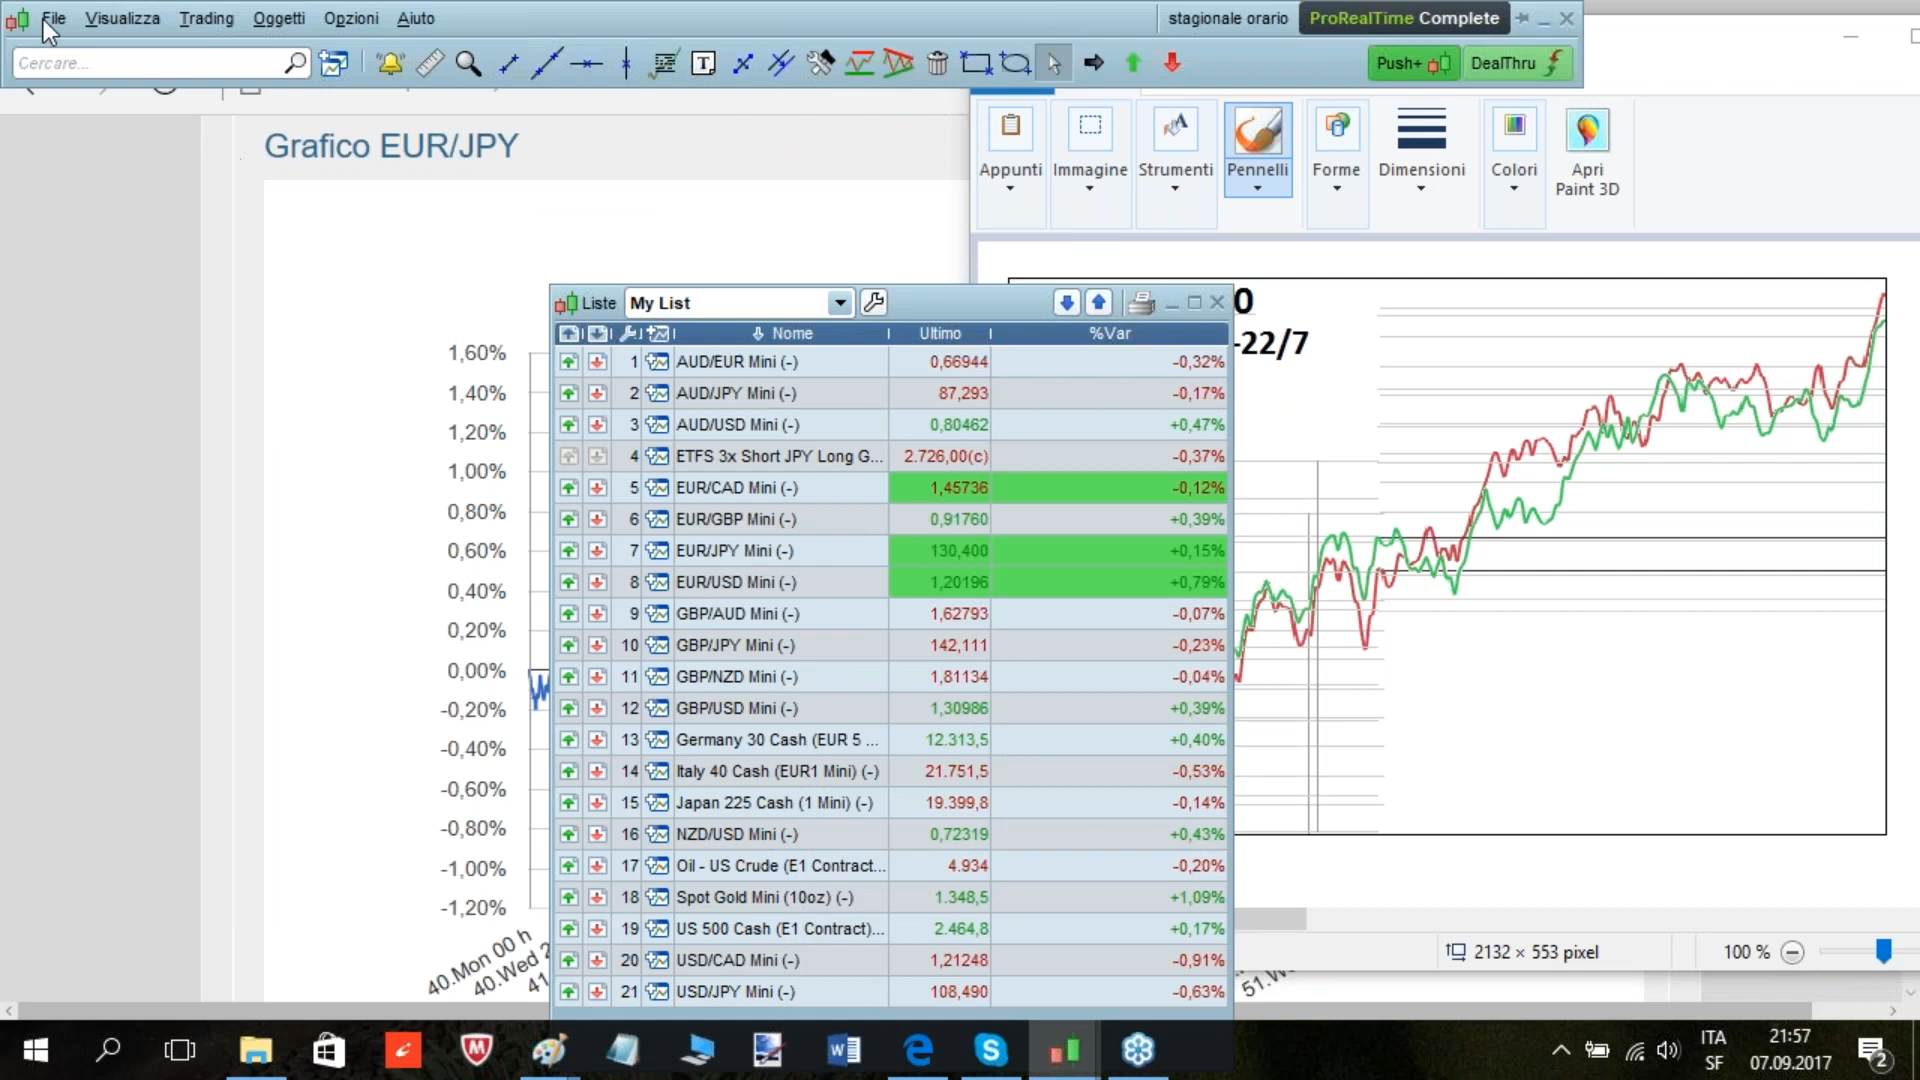 File Visualizza Trading Oggetti Opzioni Aiuto
stagionale orario ProRealTime Complete
Cercare...
Push+ DealThru
Grafico EUR/JPY
Appunti Immagine Strumenti Pennelli Forme Dimensioni Colori Apri
Paint 3D
1,60%
1,40%
1,20%
1,00%
0,80%
0,60%
0,40%
0,20%
0,00%
-0,20%
-0,40%
-0,60%
-0,80%
-1,00%
-1,20%
40.Mon 00 h
Liste My List
0
-22/7
Nome Ultimo %Var
1 AUD/EUR Mini (-) 0,66944 -0,32%
2 AUD/JPY Mini (-) 87,293 -0,17%
3 AUD/USD Mini (-) 0,80462 +0,47%
4 ETFS 3x Short JPY Long G... 2.726,00(c) -0,37%
5 EUR/CAD Mini (-) 1,45736 -0,12%
6 EUR/GBP Mini (-) 0,91760 +0,39%
7 EUR/JPY Mini (-) 130,400 +0,15%
8 EUR/USD Mini (-) 1,20196 +0,79%
9 GBP/AUD Mini (-) 1,62793 -0,07%
10 GBP/JPY Mini (-) 142,111 -0,23%
11 GBP/NZD Mini (-) 1,81134 -0,04%
12 GBP/USD Mini (-) 1,30986 +0,39%
13 Germany 30 Cash (EUR 5 ... 12.313,5 +0,40%
14 Italy 40 Cash (EUR1 Mini) (-) 21.751,5 -0,53%
15 Japan 225 Cash (1 Mini) (-) 19.399,8 -0,14%
16 NZD/USD Mini (-) 0,72319 +0,43%
17 Oil - US Crude (E1 Contract... 4.934 -0,20%
18 Spot Gold Mini (10oz) (-) 1.348,5 +1,09%
19 US 500 Cash (E1 Contract)... 2.464,8 +0,17%
20 USD/CAD Mini (-) 1,21248 -0,91%
21 USD/JPY Mini (-) 108,490 -0,63%
2132 × 553 pixel
100 %
ITA
SF
21:57
07.09.2017
2